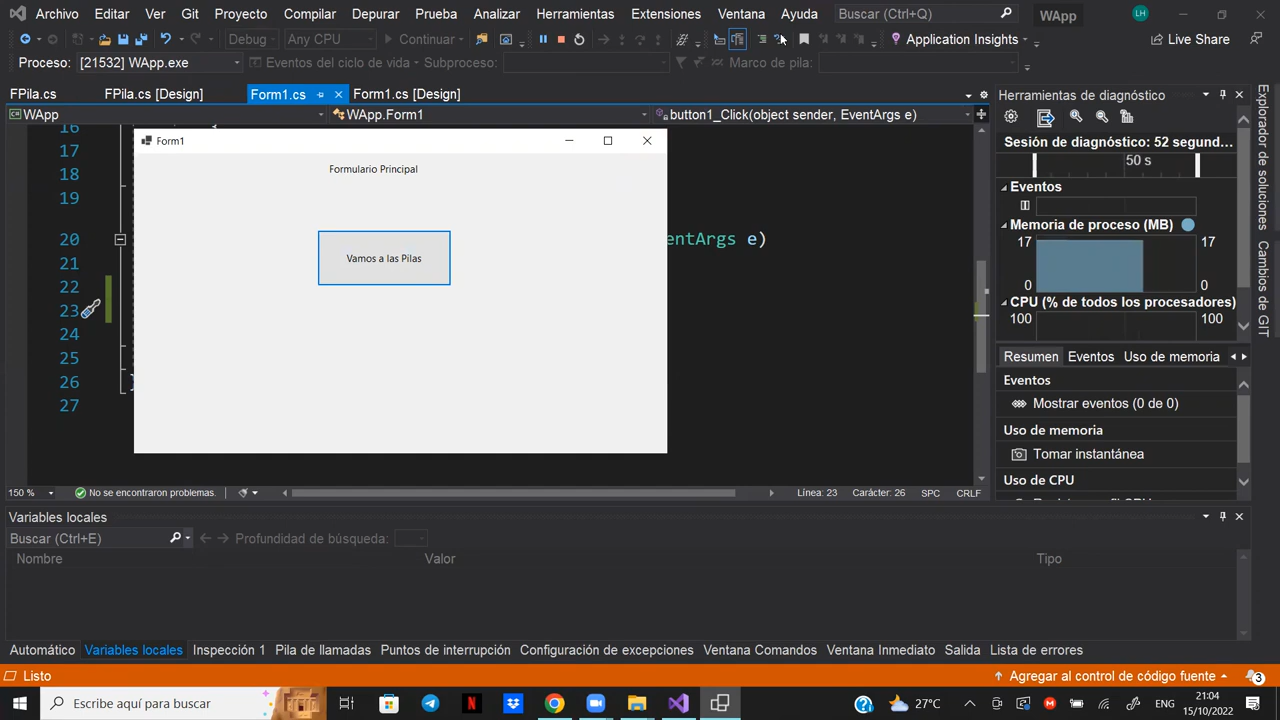 Archivo Editar Ver Git Proyecto Compilar Depurar Prueba Analizar Herramientas Extensiones Ventana Ayuda Buscar (Ctrl+Q) WApp LH
Debug Any CPU Continuar Application Insights Live Share
Proceso: [21532] WApp.exe Eventos del ciclo de vida Subproceso: Marco de pila:
FPila.cs FPila.cs [Design] Form1.cs Form1.cs [Design]
WApp WApp.Form1 button1_Click(object sender, EventArgs e)
16
17
18
19
20 entArgs e)
21
22
23
24
25
26
27
Form1
Formulario Principal
Vamos a las Pilas
150 % No se encontraron problemas. Línea: 23 Carácter: 26 SPC CRLF
Herramientas de diagnóstico
Sesión de diagnóstico: 52 segund...
50 s
Eventos
Memoria de proceso (MB)
17 17
0 0
CPU (% de todos los procesadores)
100 100
Resumen Eventos Uso de memoria
Eventos
Mostrar eventos (0 de 0)
Uso de memoria
Tomar instantánea
Uso de CPU
Explorador de soluciones
Cambios de GIT
Variables locales
Buscar (Ctrl+E) Profundidad de búsqueda:
Nombre Valor Tipo
Automático Variables locales Inspección 1 Pila de llamadas Puntos de interrupción Configuración de excepciones Ventana Comandos Ventana Inmediato Salida Lista de errores
Listo Agregar al control de código fuente 3
Escribe aquí para buscar 27°C ENG 21:04
15/10/2022